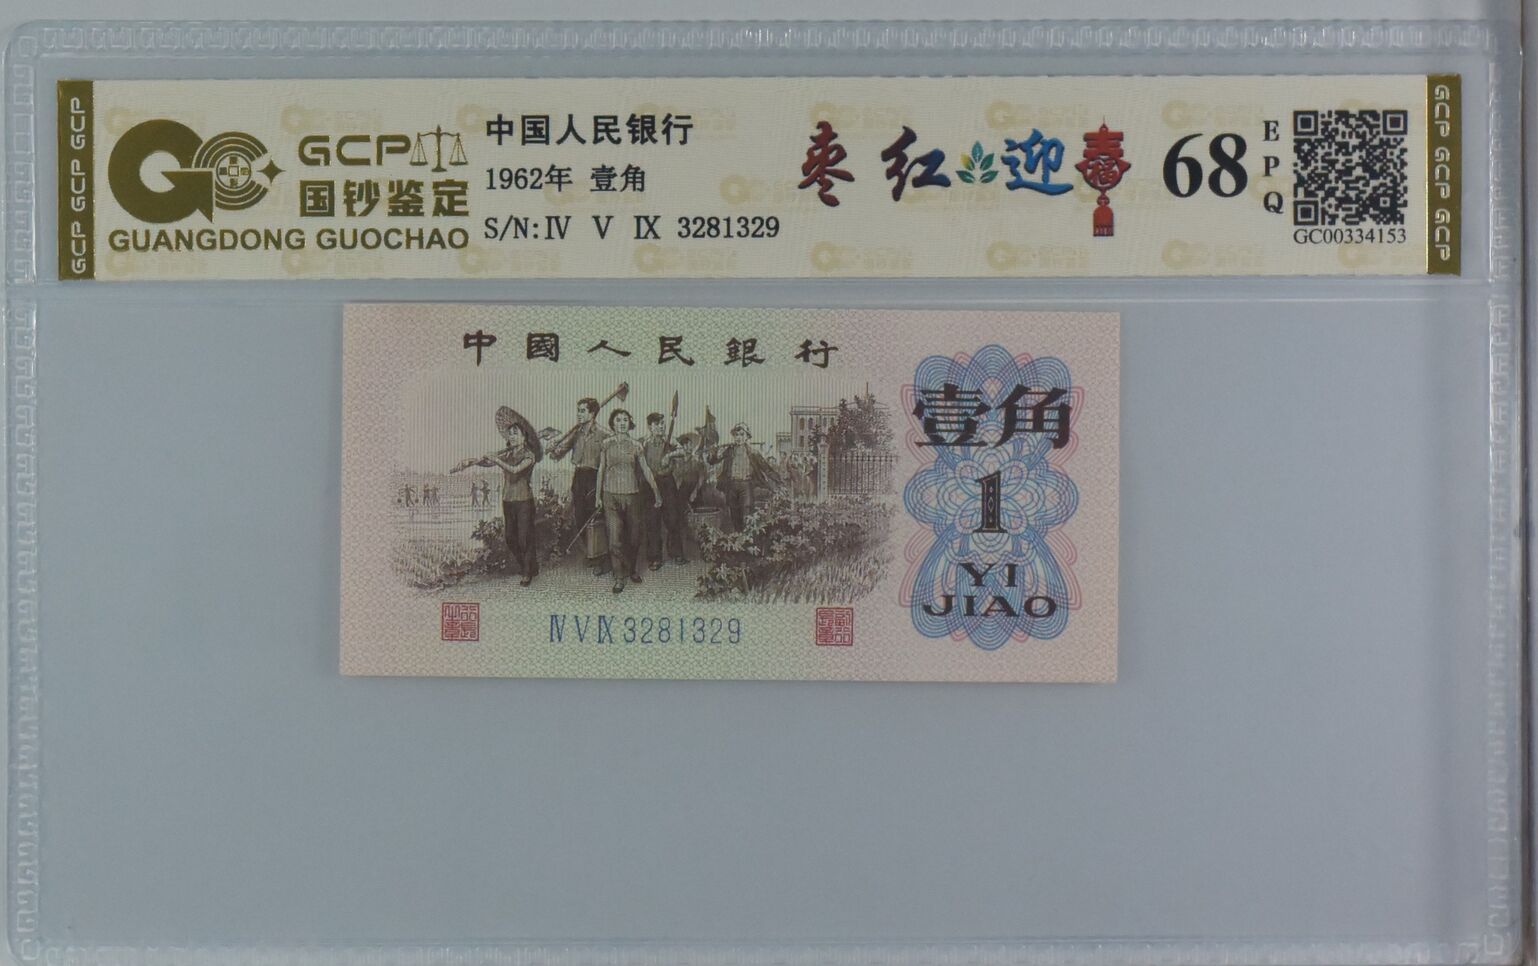 GCP GCP GCP
GCP
国钞鉴定
GUANGDONG GUOCHAO
中国人民银行
1962年 壹角
S/N:Ⅳ Ⅴ Ⅸ 3281329
枣红迎春
福
68
EPQ
GC00334153
GCP GCP GCP
中國人民銀行
壹角
1
YI
JIAO
ⅣⅤⅨ3281329